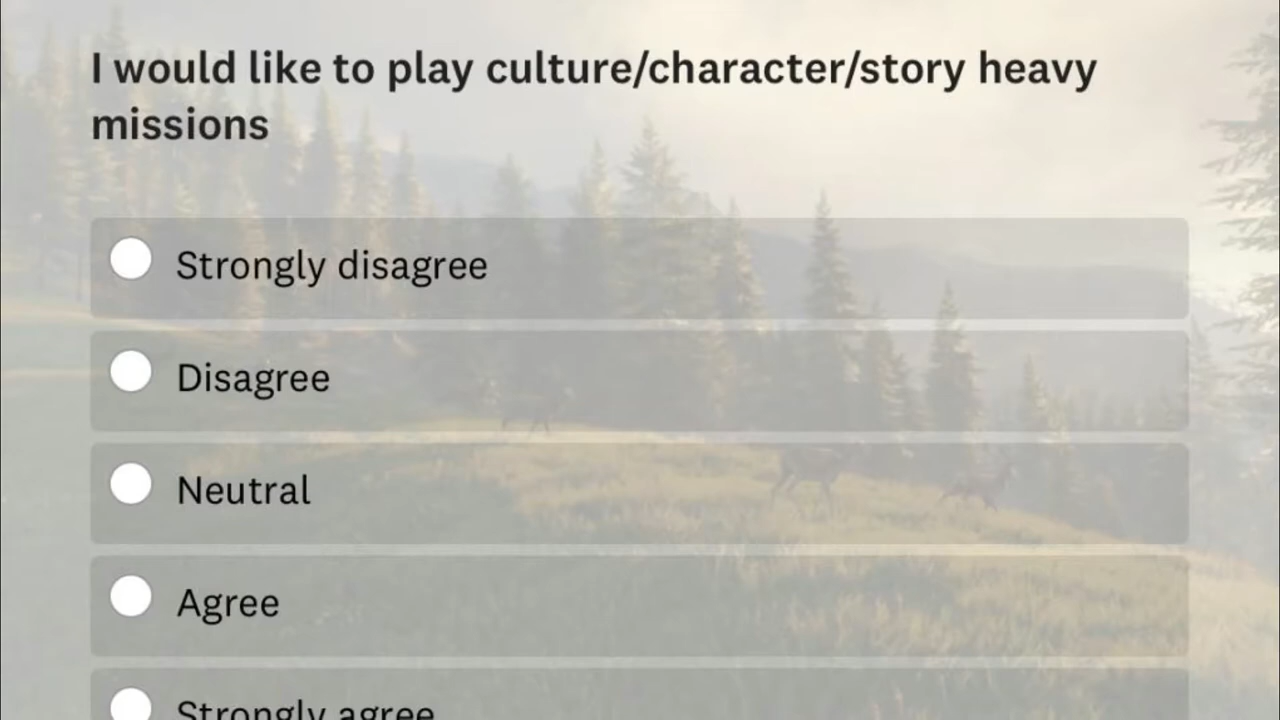 I would like to play culture/character/story heavy
missions
Strongly disagree
Disagree
Neutral
Agree
Strongly agree